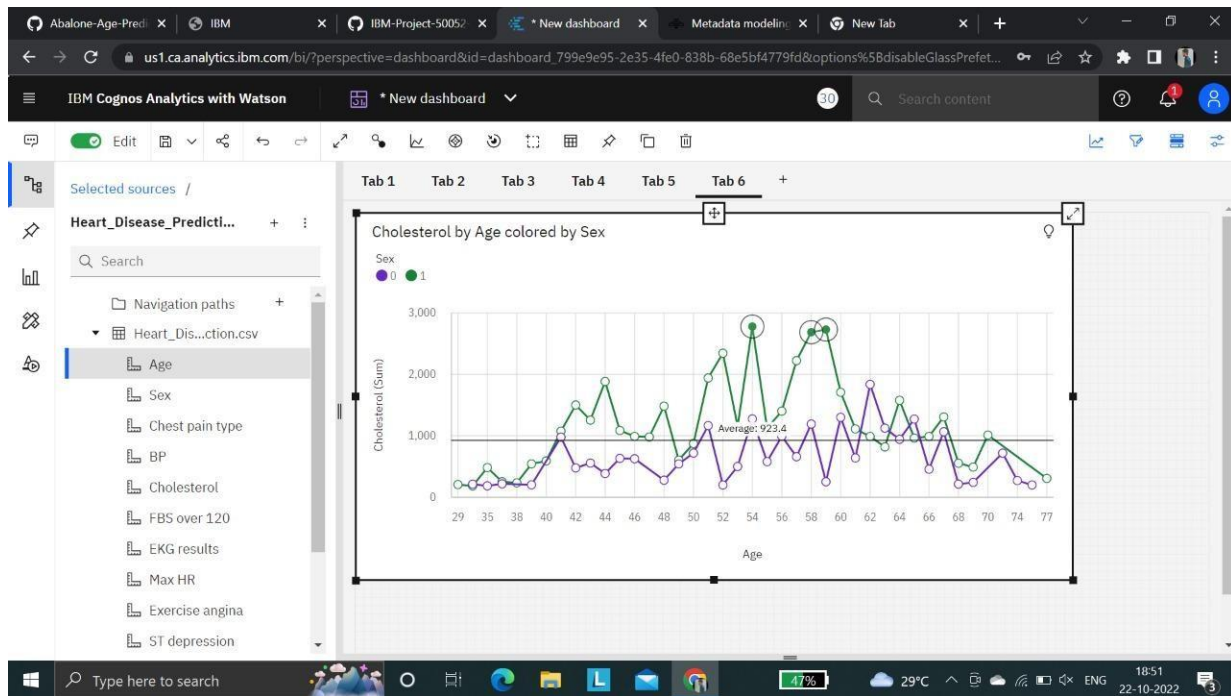 Abalone-Age-Predi
IBM
IBM-Project-50052-
* New dashboard
Metadata modeling
New Tab
us1.ca.analytics.ibm.com/bi/?perspective=dashboard&id=dashboard_799e9e95-2e35-4fe0-838b-68e5bf4779fd&options%5BdisableGlassPrefet...
IBM Cognos Analytics with Watson
* New dashboard
30
Search content
1
Edit
Selected sources /
Tab 1 Tab 2 Tab 3 Tab 4 Tab 5 Tab 6 +
Heart_Disease_Predicti...
Search
Navigation paths
Heart_Dis...ction.csv
Age
Sex
Chest pain type
BP
Cholesterol
FBS over 120
EKG results
Max HR
Exercise angina
ST depression
Cholesterol by Age colored by Sex
Sex
0 1
Cholesterol (Sum)
3,000
2,000
1,000
0
Average: 923.4
29 35 38 40 42 44 46 48 50 52 54 56 58 60 62 64 66 68 70 74 77
Age
Type here to search
L
47%
29°C
ENG
18:51
22-10-2022
3